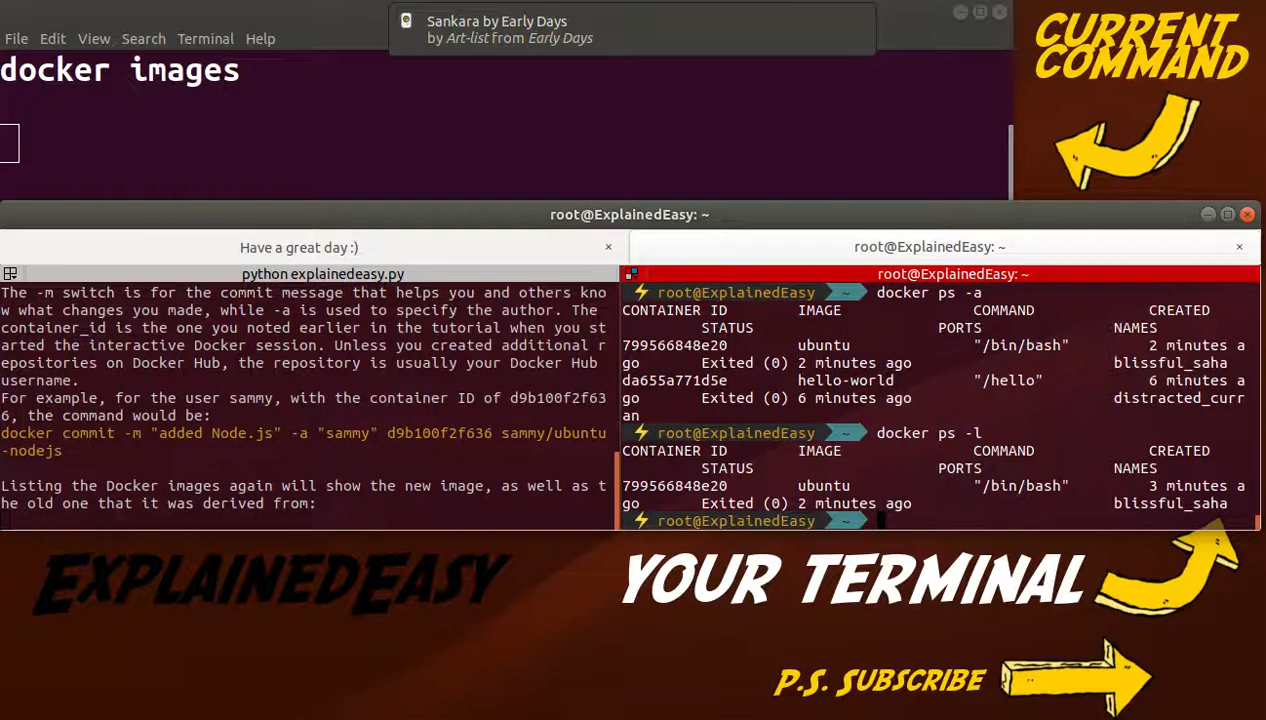 Sankara by Early Days
by Art-list from Early Days
File Edit View Search Terminal Help
docker images
CURRENT
COMMAND
root@ExplainedEasy: ~
Have a great day :) ×
root@ExplainedEasy: ~ ×
python explainedeasy.py
The -m switch is for the commit message that helps you and others kno
w what changes you made, while -a is used to specify the author. The
container_id is the one you noted earlier in the tutorial when you st
arted the interactive Docker session. Unless you created additional r
epositories on Docker Hub, the repository is usually your Docker Hub
username.
For example, for the user sammy, with the container ID of d9b100f2f63
6, the command would be:
docker commit -m "added Node.js" -a "sammy" d9b100f2f636 sammy/ubuntu
-nodejs
Listing the Docker images again will show the new image, as well as t
he old one that it was derived from:
root@ExplainedEasy: ~
root@ExplainedEasy ~ docker ps -a
CONTAINER ID IMAGE COMMAND CREATED
STATUS PORTS NAMES
799566848e20 ubuntu "/bin/bash" 2 minutes a
go Exited (0) 2 minutes ago blissful_saha
da655a771d5e hello-world "/hello" 6 minutes a
go Exited (0) 6 minutes ago distracted_curr
an
root@ExplainedEasy ~ docker ps -l
CONTAINER ID IMAGE COMMAND CREATED
STATUS PORTS NAMES
799566848e20 ubuntu "/bin/bash" 3 minutes a
go Exited (0) 2 minutes ago blissful_saha
root@ExplainedEasy ~
EXPLAINEDEASY
YOUR TERMINAL
P.S. SUBSCRIBE